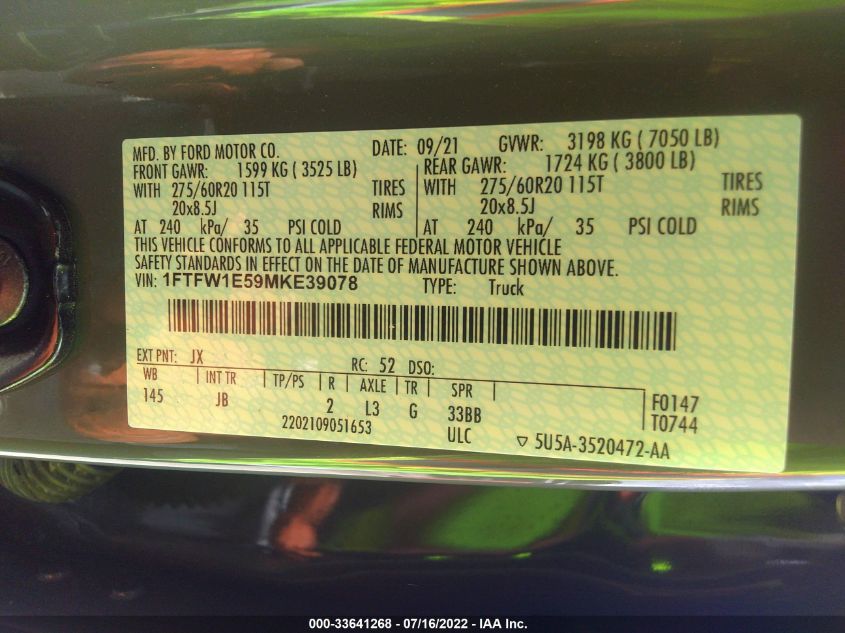 MFD. BY FORD MOTOR CO. DATE: 09/21 GVWR: 3198 KG ( 7050 LB)
FRONT GAWR: 1599 KG ( 3525 LB) REAR GAWR: 1724 KG ( 3800 LB)
WITH 275/60R20 115T TIRES WITH 275/60R20 115T TIRES
20x8.5J RIMS 20x8.5J RIMS
AT 240 kPa/ 35 PSI COLD AT 240 kPa/ 35 PSI COLD
THIS VEHICLE CONFORMS TO ALL APPLICABLE FEDERAL MOTOR VEHICLE
SAFETY STANDARDS IN EFFECT ON THE DATE OF MANUFACTURE SHOWN ABOVE.
VIN: 1FTFW1E59MKE39078 TYPE: Truck
EXT PNT: JX RC: 52 DSO:
WB INT TR TP/PS R AXLE TR SPR F0147
145 JB 2 L3 G 33BB T0744
2202109051653 ULC ▽ 5U5A-3520472-AA
000-33641268 - 07/16/2022 - IAA Inc.